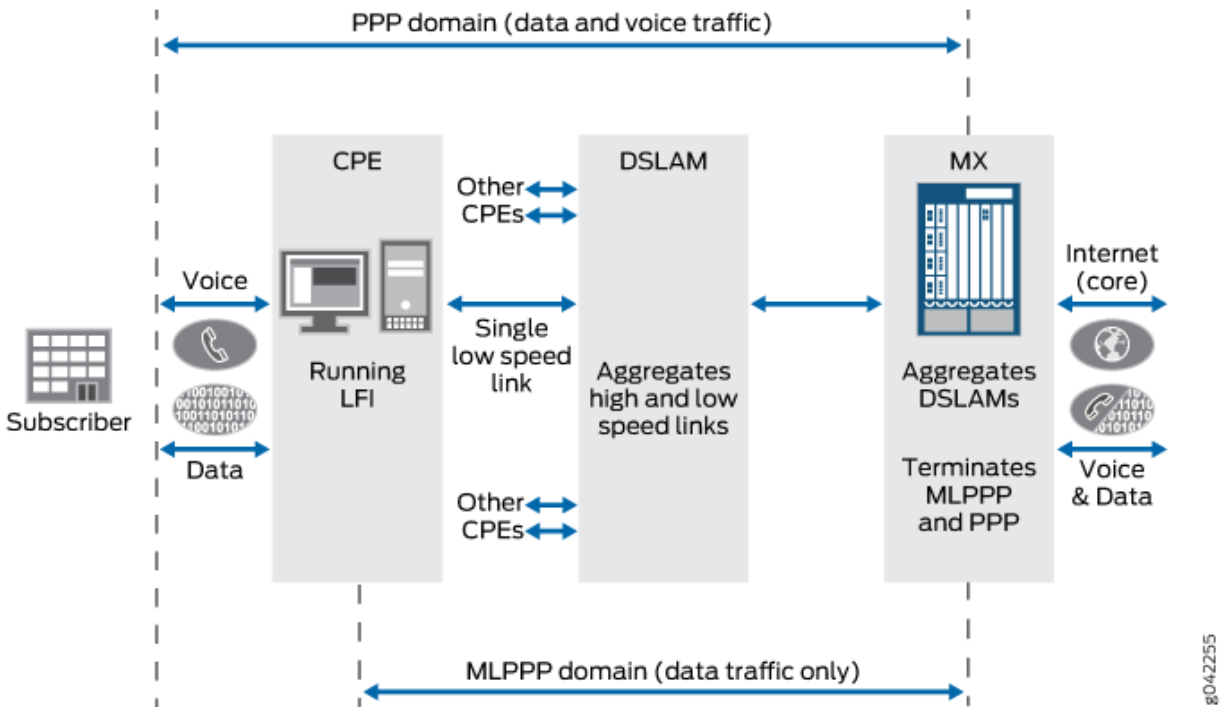 PPP domain (data and voice traffic)
CPE
DSLAM
MX
Other
CPEs
Internet
(core)
Voice
Single
low speed
link
Running
LFI
Aggregates
high and low
speed links
Aggregates
DSLAMs
Subscriber
Data
Terminates
MLPPP
and PPP
Voice
& Data
Other
CPEs
MLPPP domain (data traffic only)
g042255